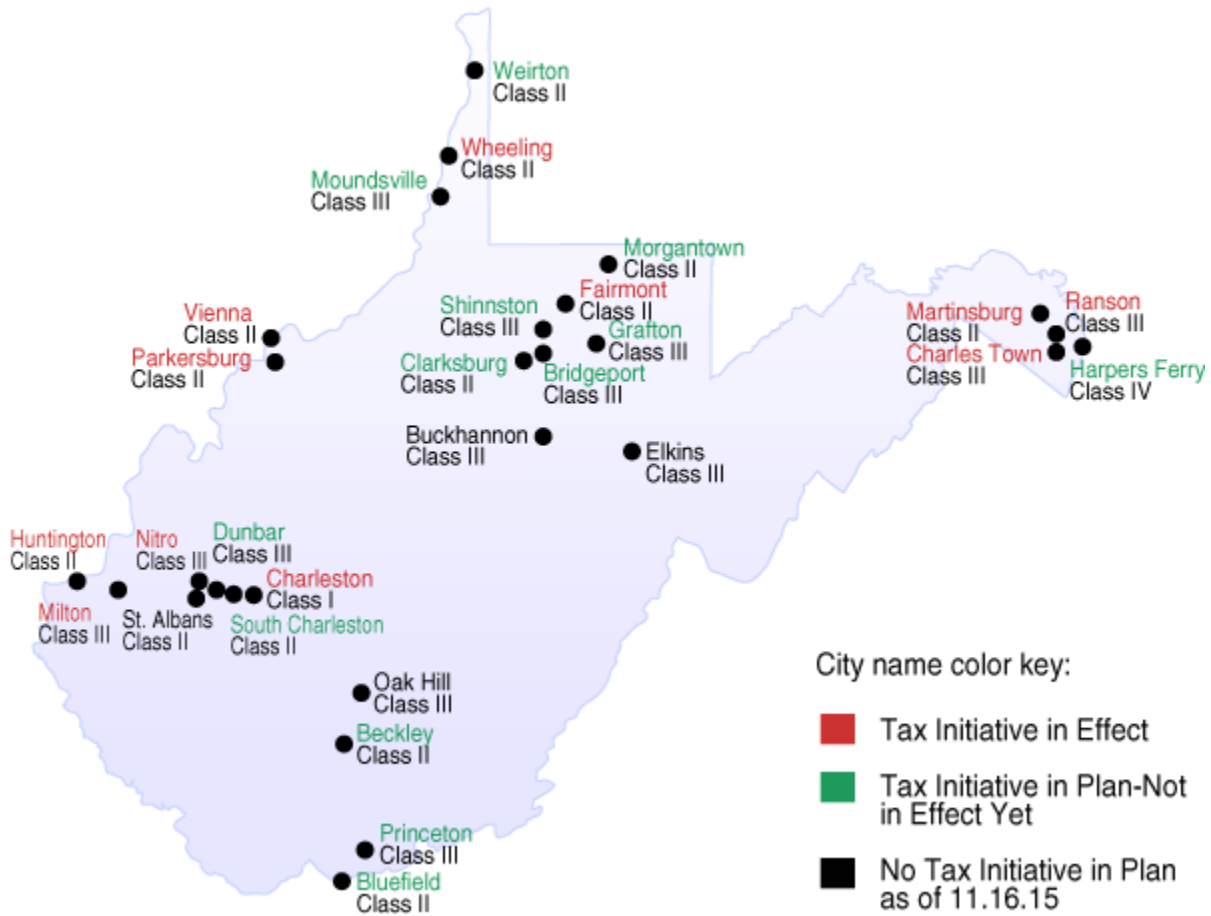 Weirton
Class II
Wheeling
Class II
Moundsville
Class III
Morgantown
Class II
Fairmont
Class II
Shinnston
Class III
Grafton
Class III
Clarksburg
Class II
Bridgeport
Class III
Vienna
Class II
Parkersburg
Class II
Martinsburg
Class II
Ranson
Class III
Charles Town
Class III
Harpers Ferry
Class IV
Buckhannon
Class III
Elkins
Class III
Huntington
Class II
Nitro
Class III
Dunbar
Class III
Charleston
Class I
Milton
Class III
St. Albans
Class II
South Charleston
Class II
Oak Hill
Class III
Beckley
Class II
Princeton
Class III
Bluefield
Class II
City name color key:
Tax Initiative in Effect
Tax Initiative in Plan-Not
in Effect Yet
No Tax Initiative in Plan
as of 11.16.15